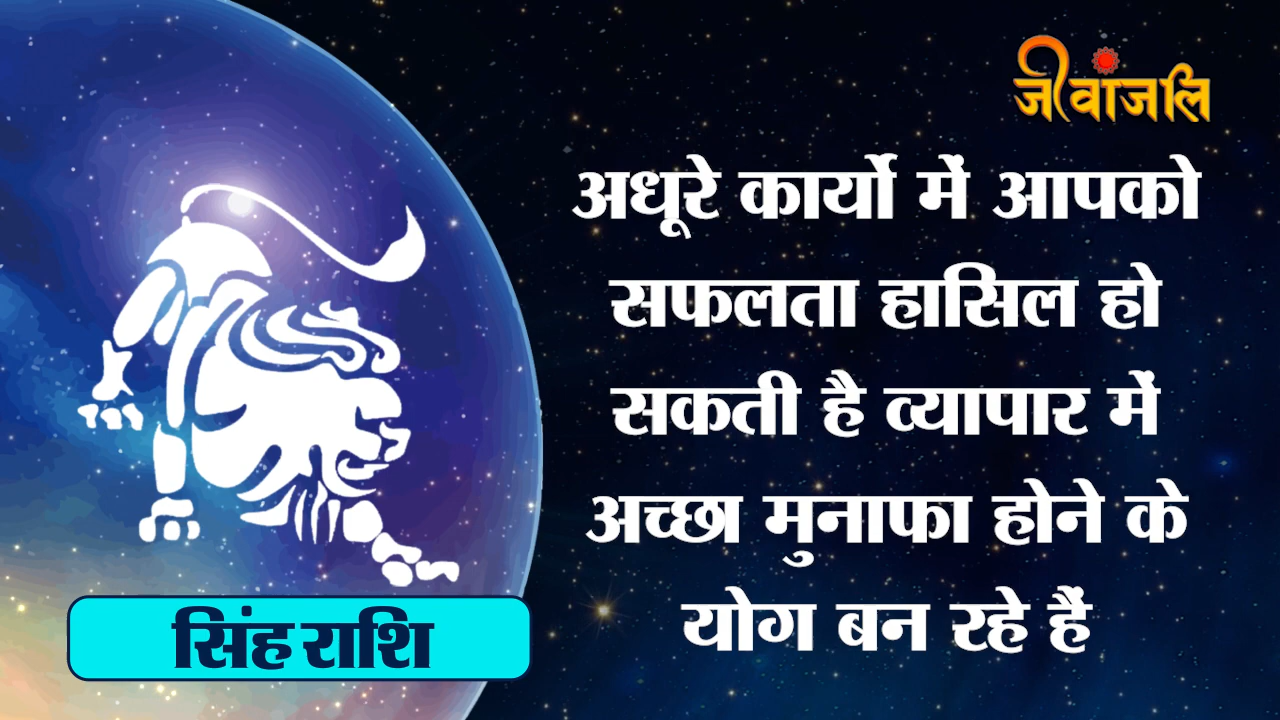 जीवांजलि
अधूरे कार्यो में आपको
सफलता हासिल हो
सकती है व्यापार में
अच्छा मुनाफा होने के
योग बन रहे हैं
सिंह राशि